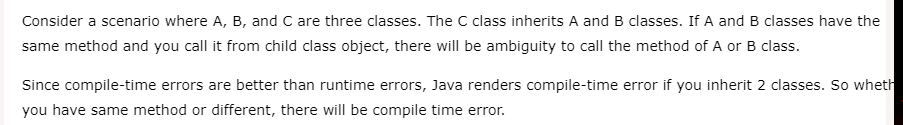 Consider a scenario where A, B, and C are three classes. The C class inherits A and B classes. If A and B classes have the
same method and you call it from child class object, there will be ambiguity to call the method of A or B class.
Since compile-time errors are better than runtime errors, Java renders compile-time error if you inherit 2 classes. So wheth
you have same method or different, there will be compile time error.